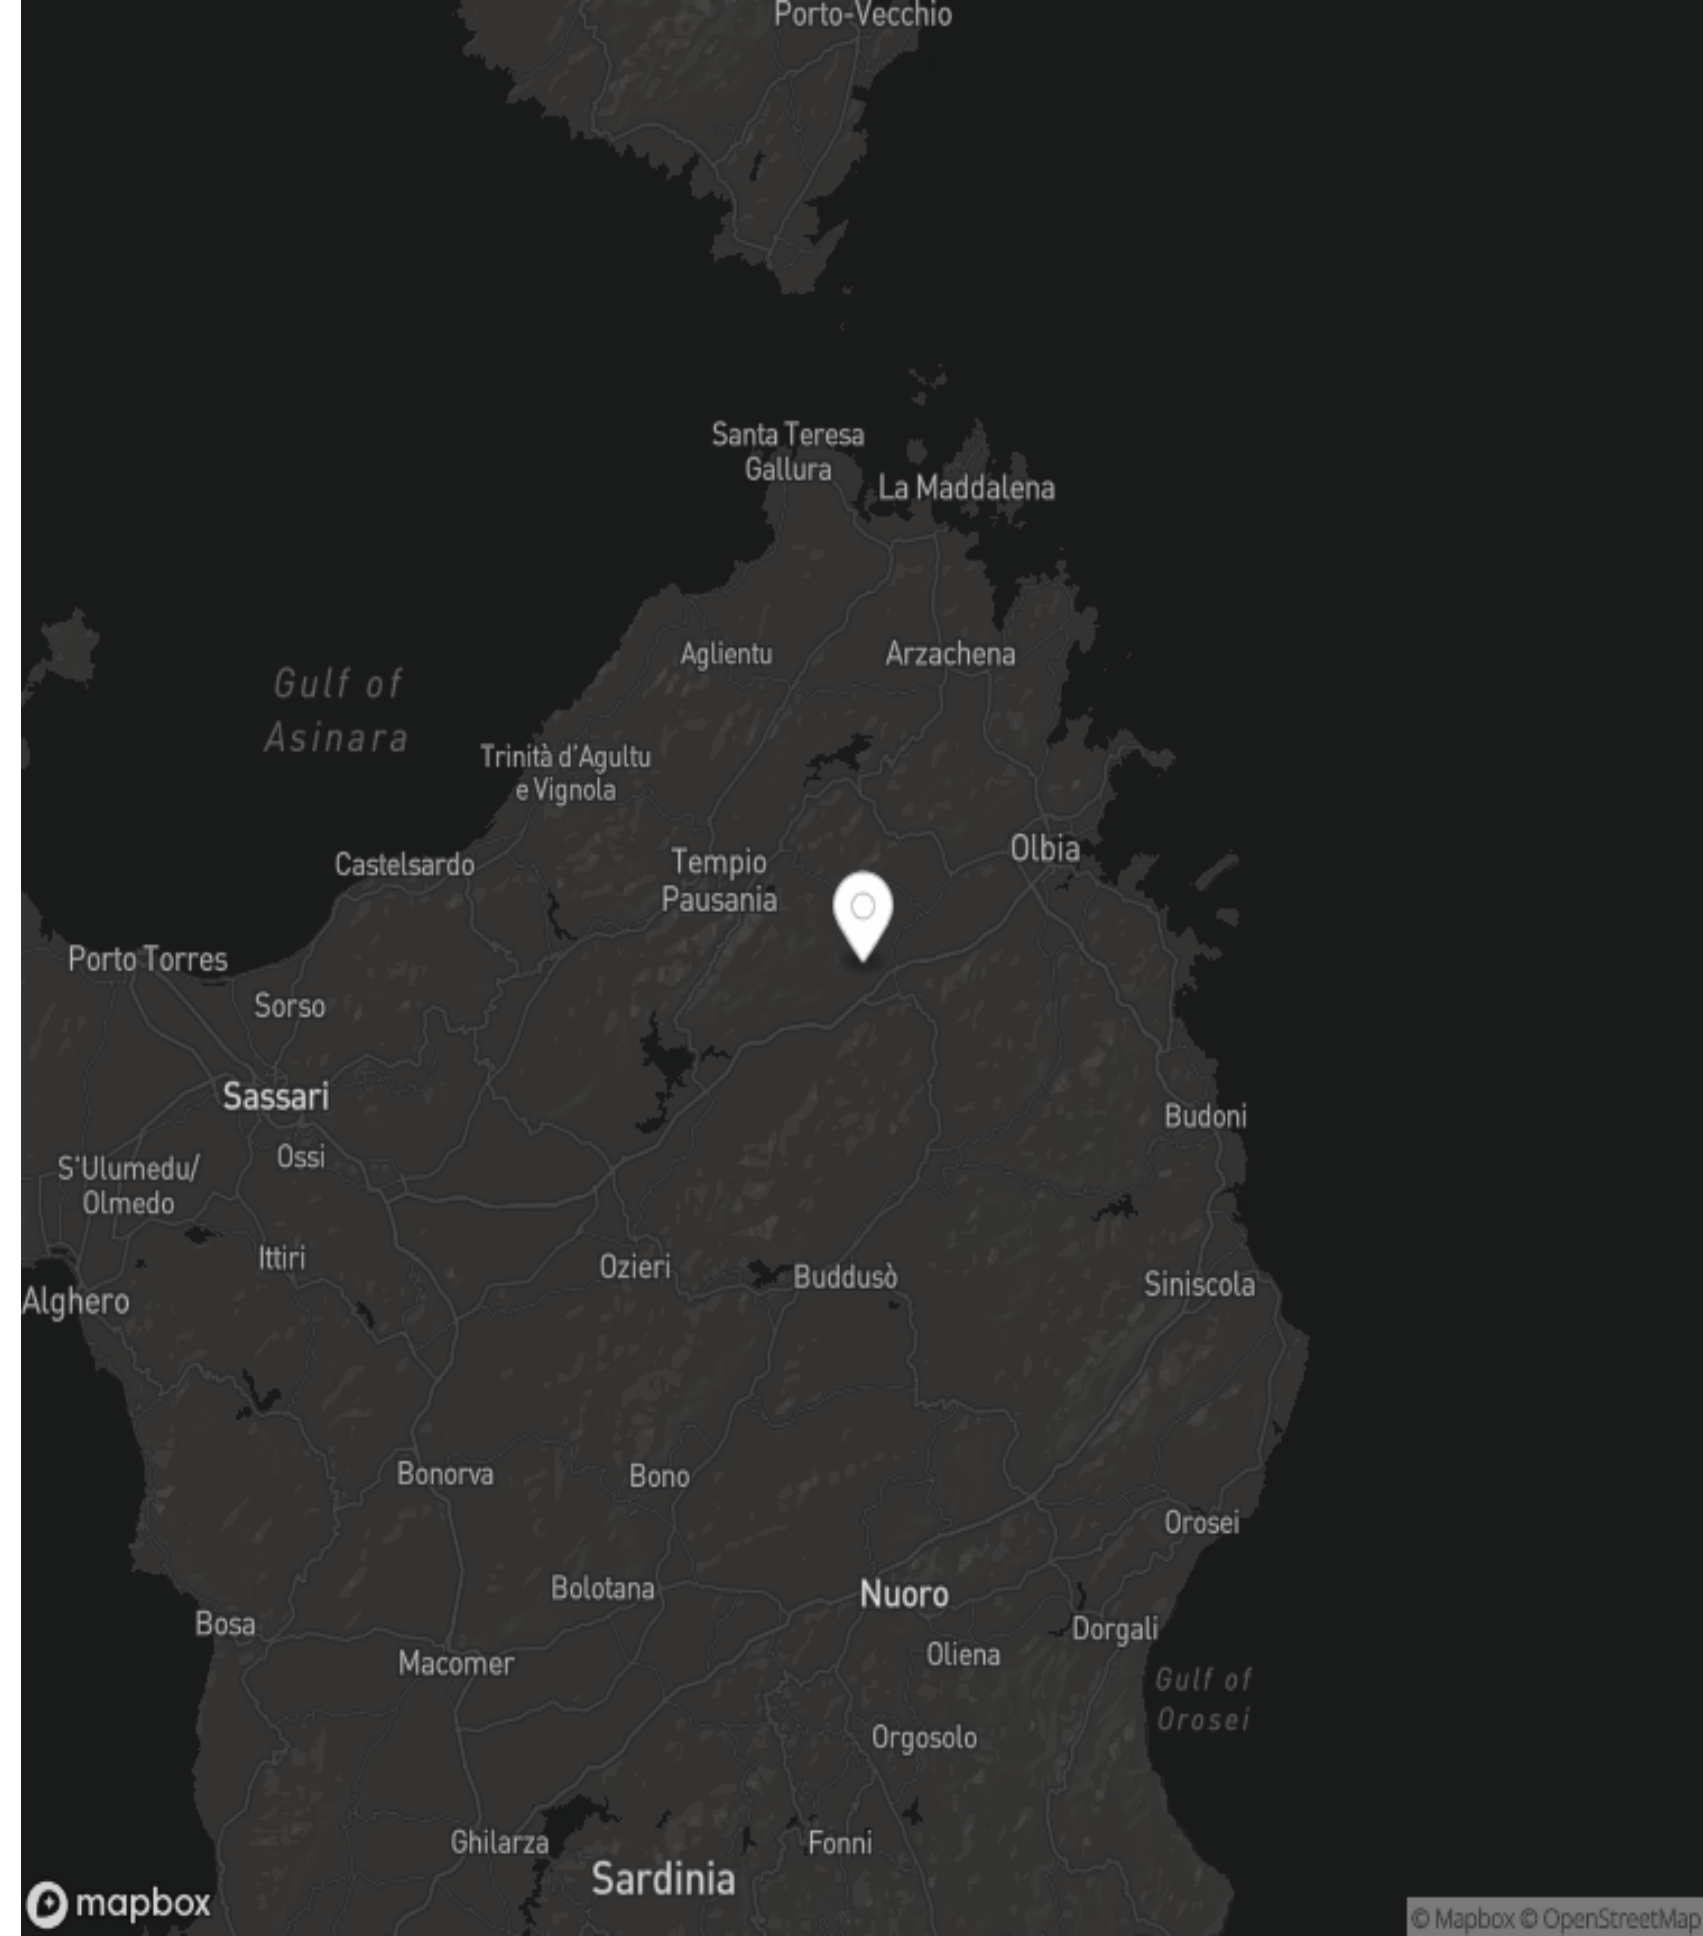 Porto-Vecchio
Santa Teresa
Gallura
La Maddalena
Aglientu
Arzachena
Gulf of
Asinara
Trinità d'Agultu
e Vignola
Olbia
Castelsardo
Tempio
Pausania
Porto Torres
Sorso
Sassari
Budoni
Ossi
S'Ulumedu/
Olmedo
Ittiri
Ozieri
Buddusò
Siniscola
Alghero
Bonorva
Bono
Orosei
Bolotana
Nuoro
Bosa
Dorgali
Oliena
Macomer
Gulf of
Orosei
Orgosolo
Ghilarza
Fonni
Sardinia
mapbox
© Mapbox © OpenStreetMap